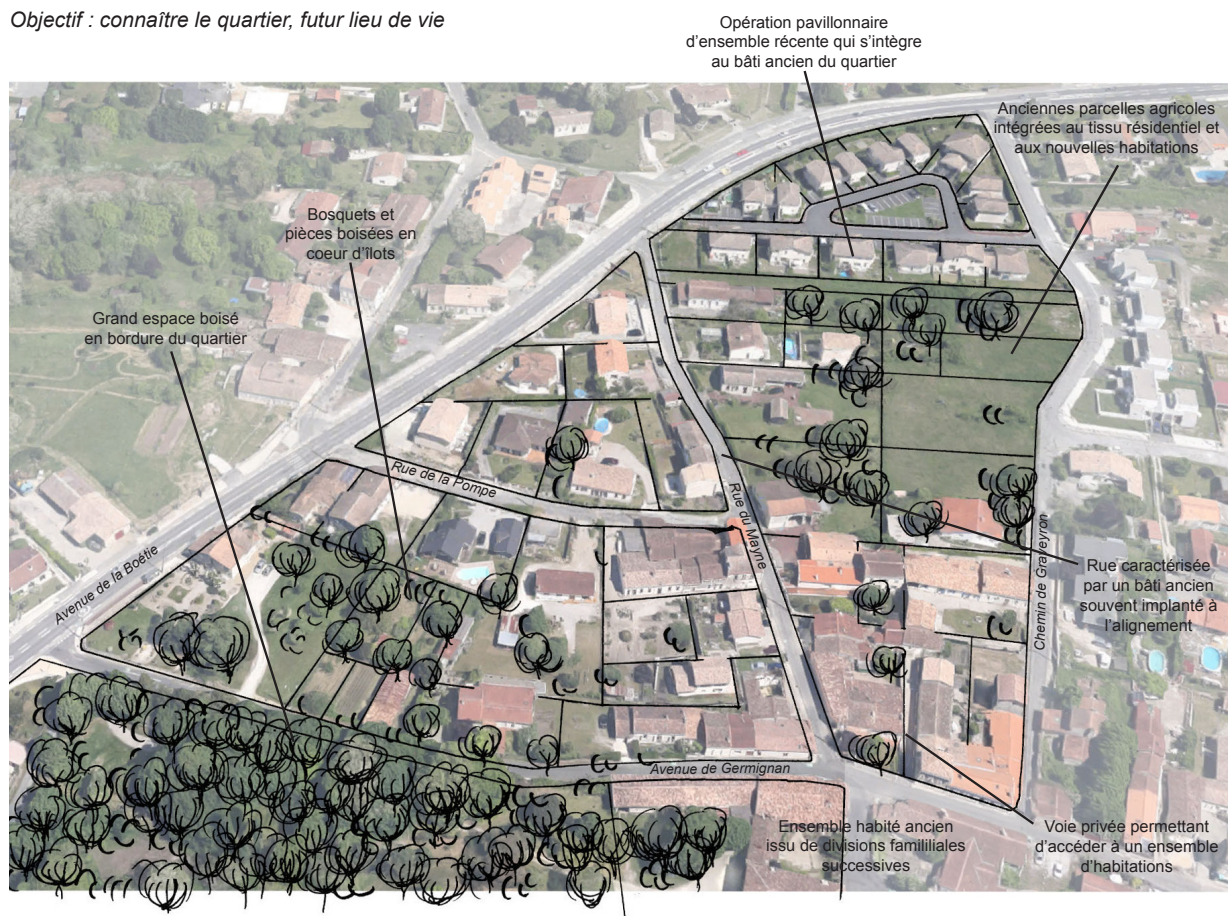 Objectif : connaître le quartier, futur lieu de vie
Opération pavillonnaire
d'ensemble récente qui s'intègre
au bâti ancien du quartier
Anciennes parcelles agricoles
intégrées au tissu résidentiel et
aux nouvelles habitations
Bosquets et
pièces boisées en
coeur d'îlots
Grand espace boisé
en bordure du quartier
Rue de la Pompe
Rue du Mayne
Avenue de la Boétie
Chemin de Graveyron
Rue caractérisée
par un bâti ancien
souvent implanté à
l'alignement
Avenue de Germignan
Ensemble habité ancien
issu de divisions famililiales
successives
Voie privée permettant
d'accéder à un ensemble
d'habitations